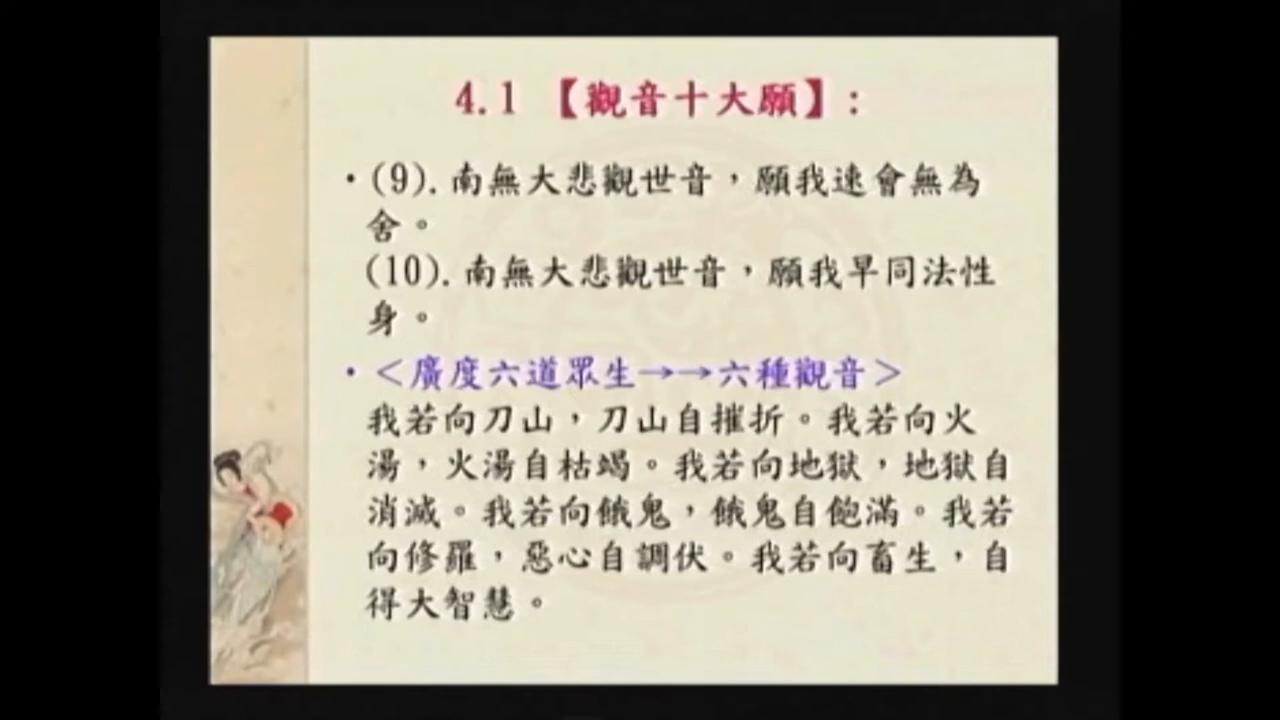 4.1 【觀音十大願】:
•(9).南無大悲觀世音，願我速會無為
舍。
(10).南無大悲觀世音，願我早同法性
身。
•＜廣度六道眾生→→六種觀音＞
我若向刀山，刀山自摧折。我若向火
湯，火湯自枯竭。我若向地獄，地獄自
消滅。我若向餓鬼，餓鬼自飽滿。我若
向修羅，惡心自調伏。我若向畜生，自
得大智慧。